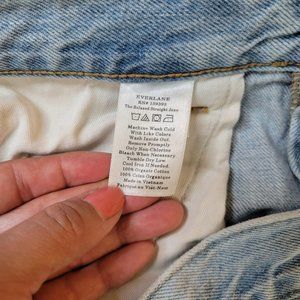 EVERLANE
RN# 139392
The Relaxed Straight Jean
Machine Wash Cold
With Like Colors
Wash Inside Out.
Remove Promptly
Only Non Chlorine
Bleach When Necessary
Tumble Dry Low
Cool Iron if Needed.
100% Organic Cotton
100% Coton Organique
Made in Vietnam
Fabriqué au Viet-Nam